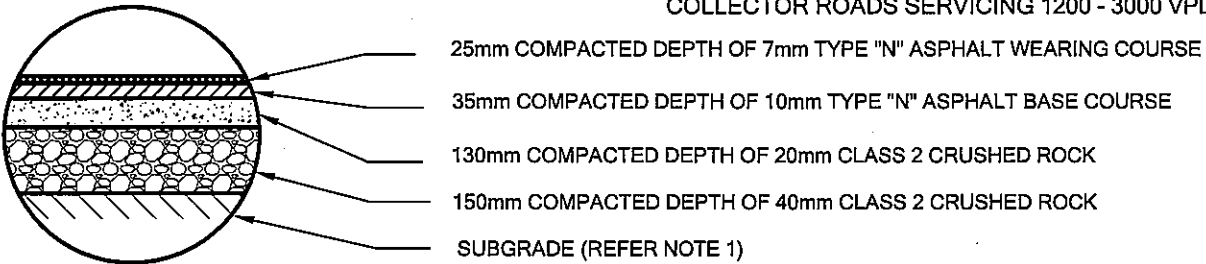 COLLECTOR ROADS SERVICING 1200 - 3000 VPD
25mm COMPACTED DEPTH OF 7mm TYPE "N" ASPHALT WEARING COURSE
35mm COMPACTED DEPTH OF 10mm TYPE "N" ASPHALT BASE COURSE
130mm COMPACTED DEPTH OF 20mm CLASS 2 CRUSHED ROCK
150mm COMPACTED DEPTH OF 40mm CLASS 2 CRUSHED ROCK
SUBGRADE (REFER NOTE 1)